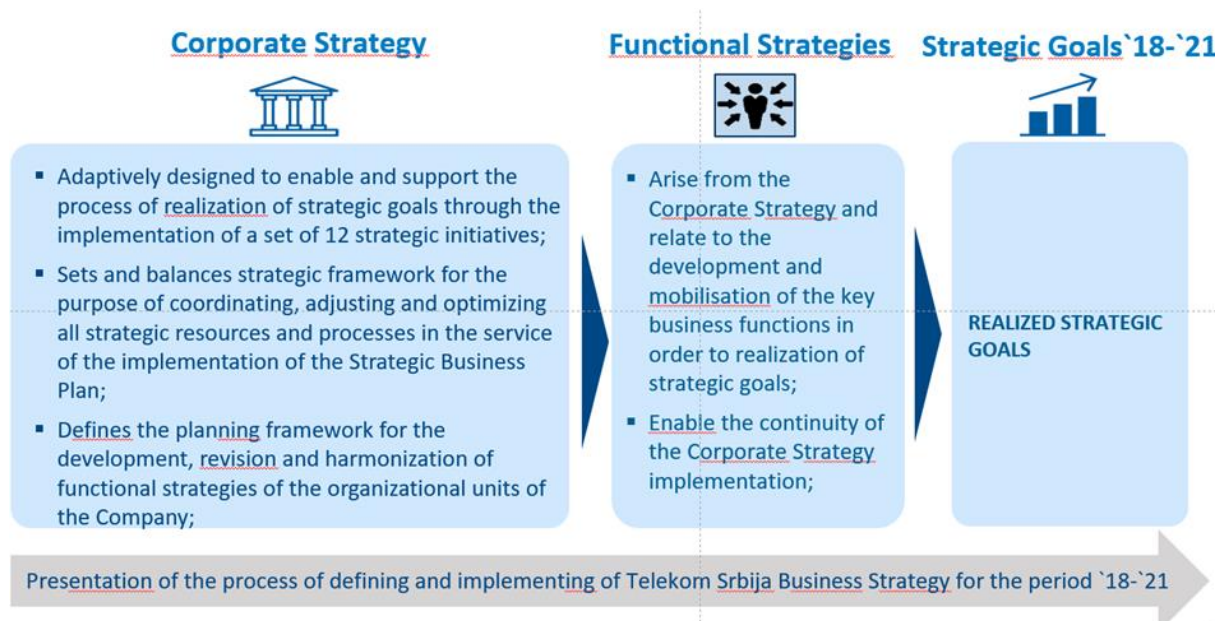 Corporate Strategy
Functional Strategies
Strategic Goals`18-`21
▪ Adaptively designed to enable and support the
process of realization of strategic goals through the
implementation of a set of 12 strategic initiatives;
▪ Sets and balances strategic framework for the
purpose of coordinating, adjusting and optimizing
all strategic resources and processes in the service
of the implementation of the Strategic Business
Plan;
▪ Defines the planning framework for the
development, revision and harmonization of
functional strategies of the organizational units of
the Company;
▪ Arise from the
Corporate Strategy and
relate to the
development and
mobilisation of the key
business functions in
order to realization of
strategic goals;
▪ Enable the continuity of
the Corporate Strategy
implementation;
REALIZED STRATEGIC
GOALS
Presentation of the process of defining and implementing of Telekom Srbija Business Strategy for the period `18-`21